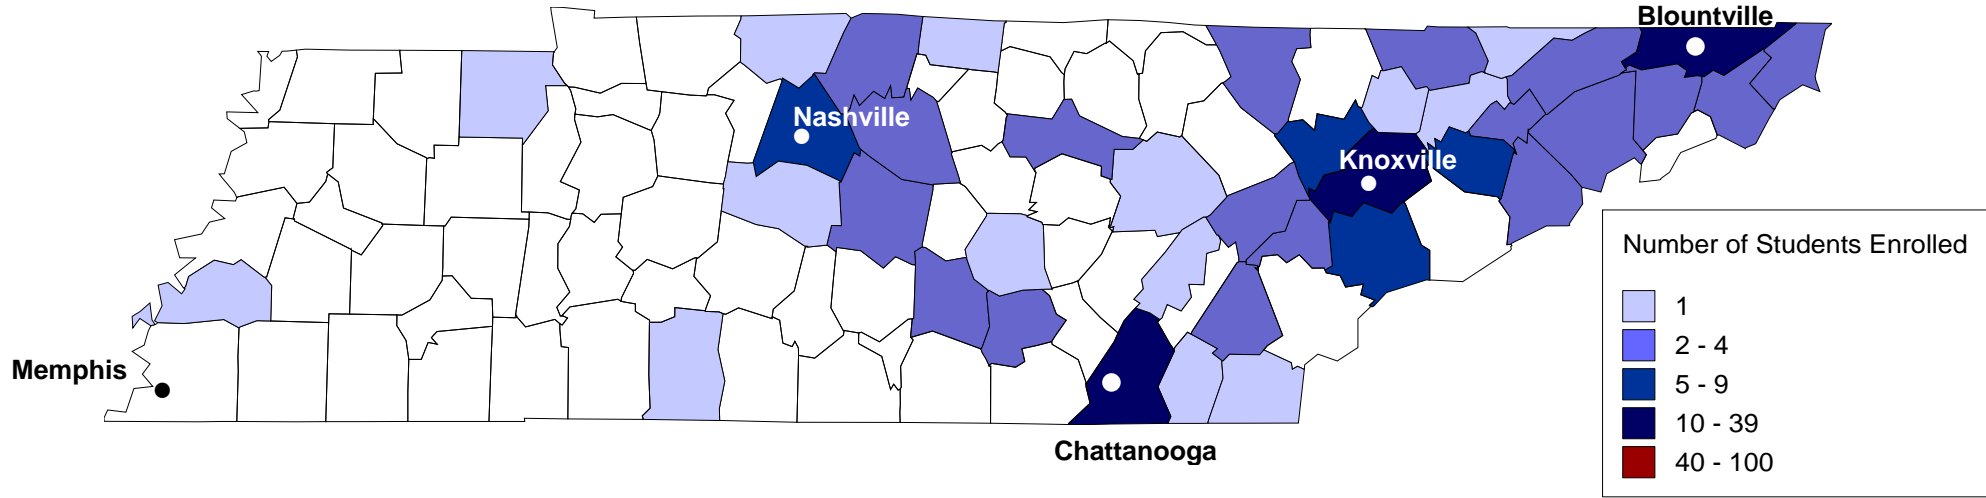 Blountville
Nashville
Knoxville
Memphis
Chattanooga
Number of Students Enrolled
1
2 - 4
5 - 9
10 - 39
40 - 100